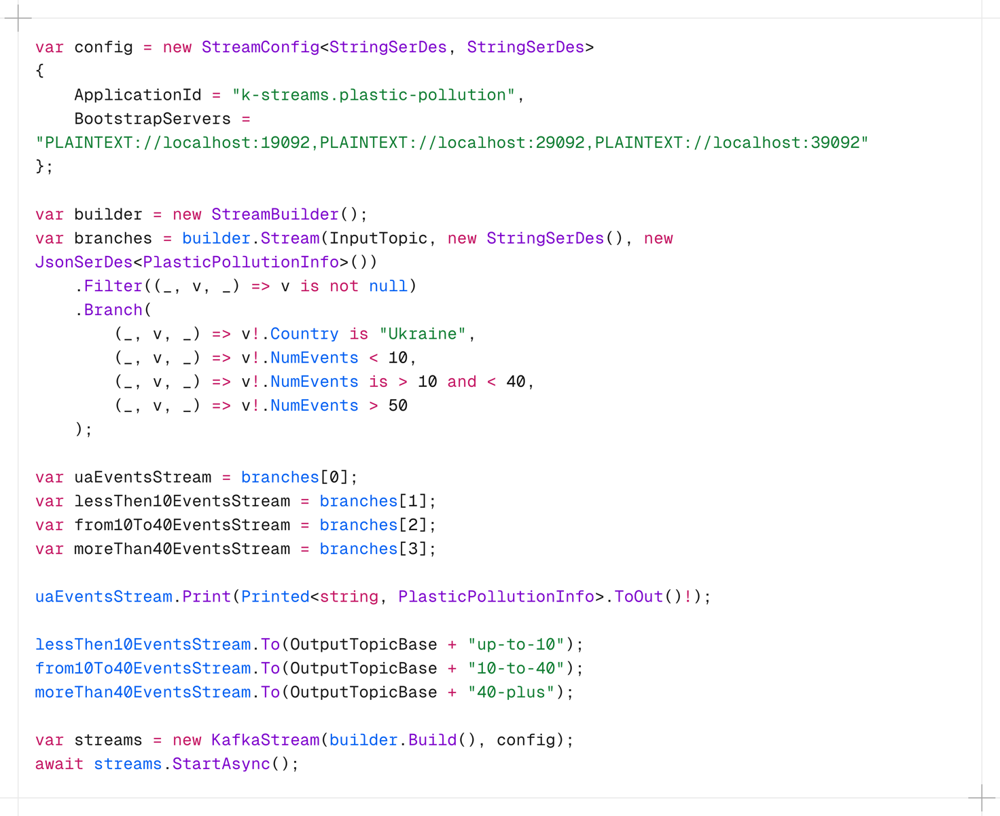 var config = new StreamConfig<StringSerDes, StringSerDes>
{
    ApplicationId = "k-streams.plastic-pollution",
    BootstrapServers =
"PLAINTEXT://localhost:19092,PLAINTEXT://localhost:29092,PLAINTEXT://localhost:39092"
};

var builder = new StreamBuilder();
var branches = builder.Stream(InputTopic, new StringSerDes(), new
JsonSerDes<PlasticPollutionInfo>())
    .Filter((_, v, _) => v is not null)
    .Branch(
        (_, v, _) => v!.Country is "Ukraine",
        (_, v, _) => v!.NumEvents < 10,
        (_, v, _) => v!.NumEvents is > 10 and < 40,
        (_, v, _) => v!.NumEvents > 50
    );

var uaEventsStream = branches[0];
var lessThen10EventsStream = branches[1];
var from10To40EventsStream = branches[2];
var moreThan40EventsStream = branches[3];

uaEventsStream.Print(Printed<string, PlasticPollutionInfo>.ToOut()!);

lessThen10EventsStream.To(OutputTopicBase + "up-to-10");
from10To40EventsStream.To(OutputTopicBase + "10-to-40");
moreThan40EventsStream.To(OutputTopicBase + "40-plus");

var streams = new KafkaStream(builder.Build(), config);
await streams.StartAsync();